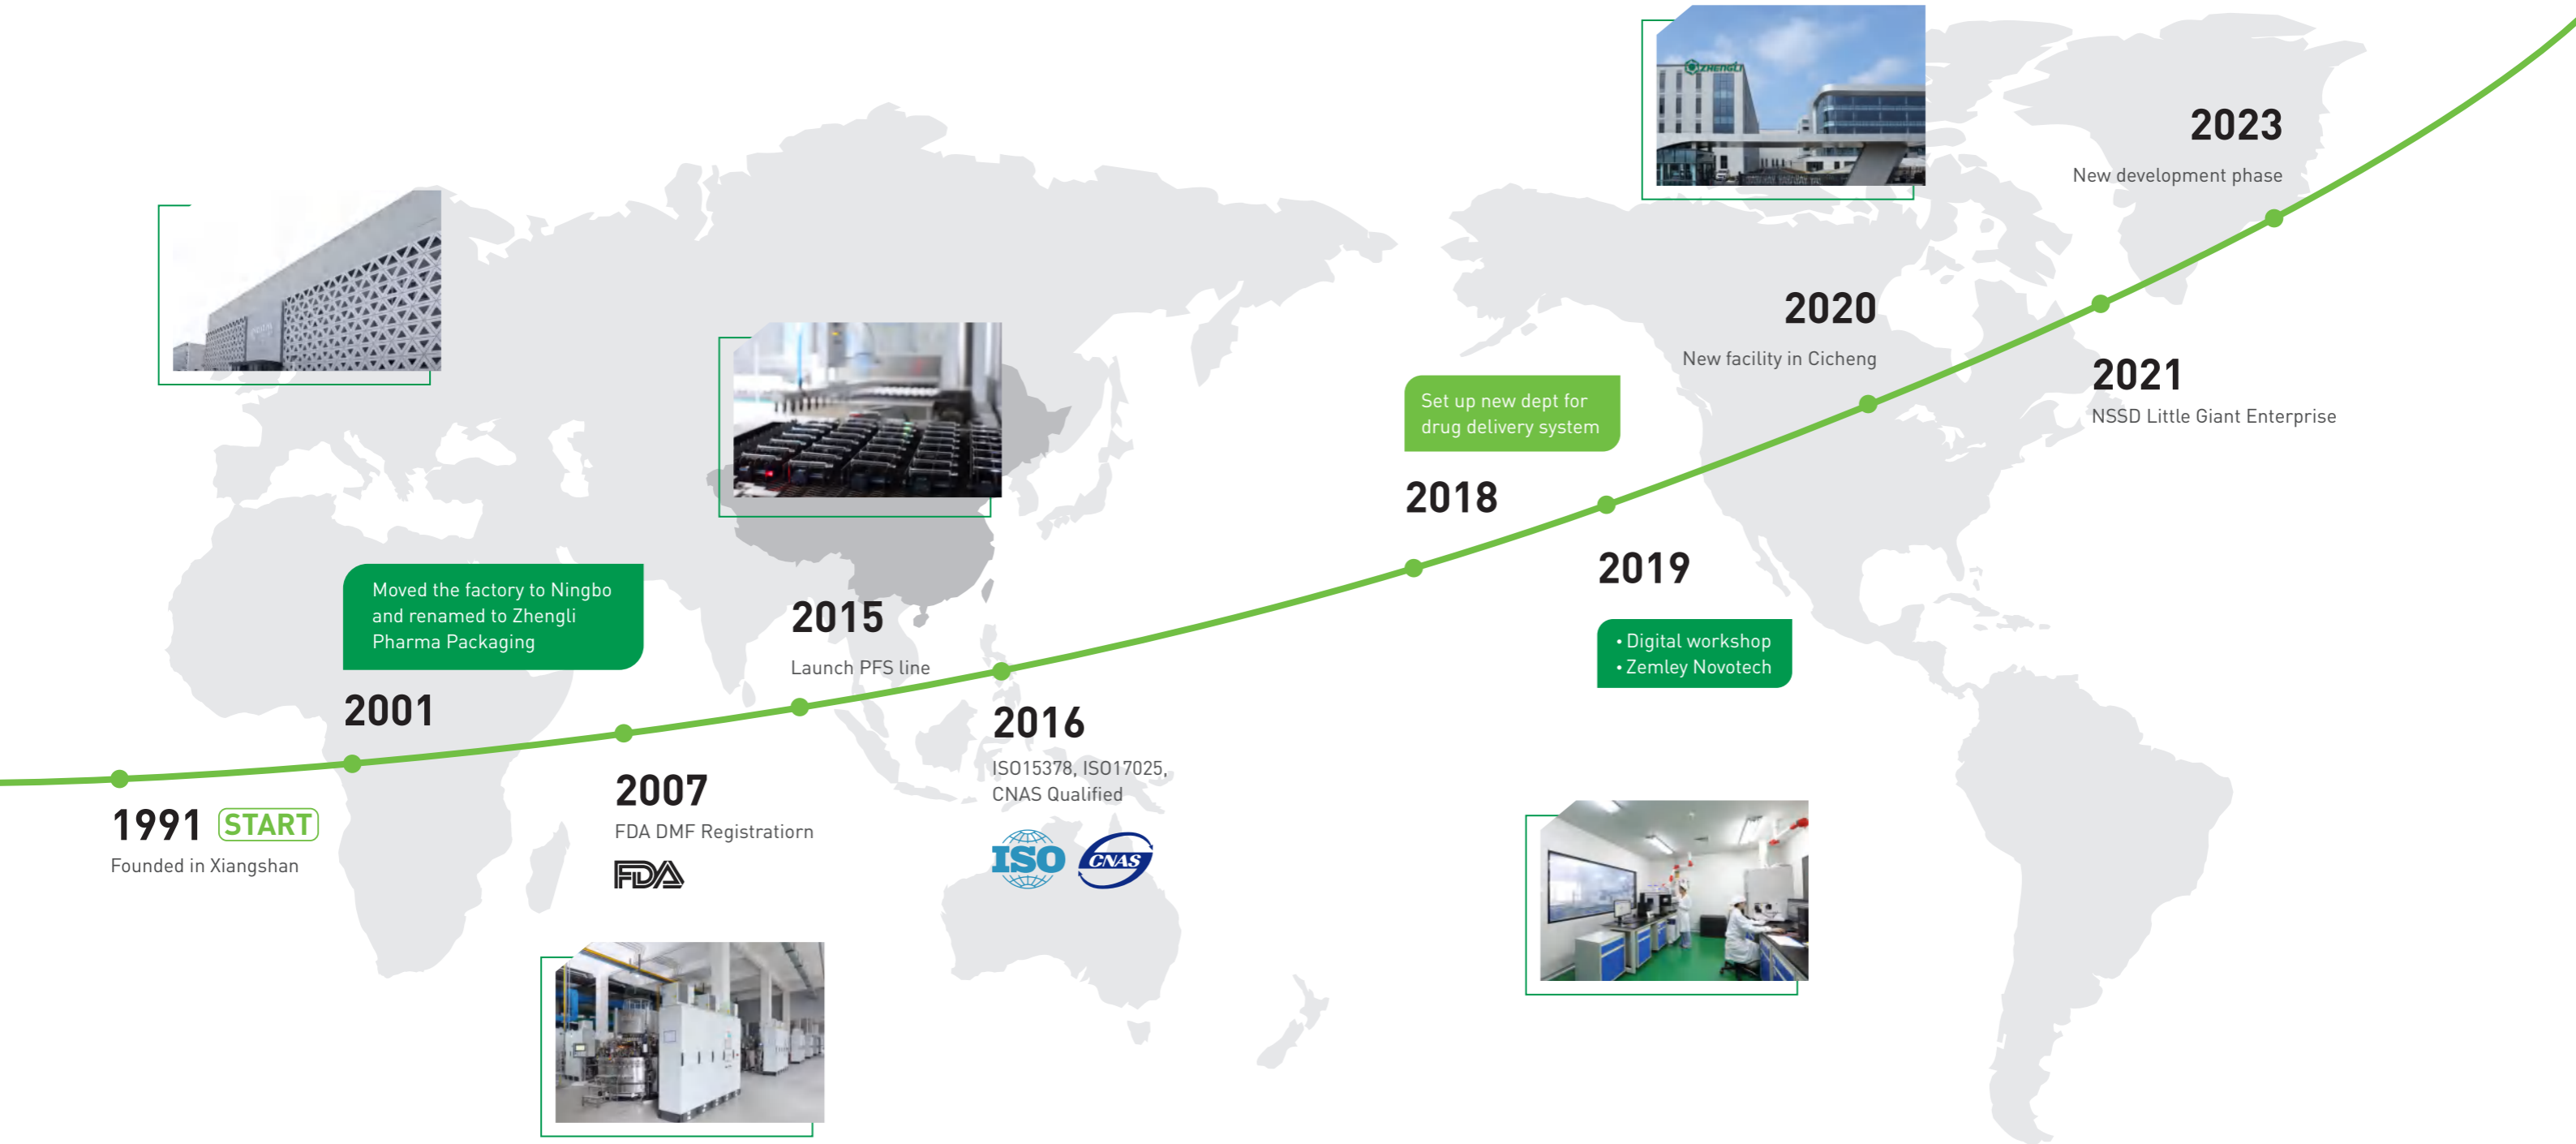 ZHENGLI
2023
New development phase
2020
New facility in Cicheng
2021
NSSD Little Giant Enterprise
Set up new dept for
drug delivery system
2018
2019
• Digital workshop
• Zemley Novotech
Moved the factory to Ningbo
and renamed to Zhengli
Pharma Packaging
2001
2015
Launch PFS line
2016
ISO15378, ISO17025,
CNAS Qualified
ISO
CNAS
2007
FDA DMF Registratiorn
FDA
1991 START
Founded in Xiangshan